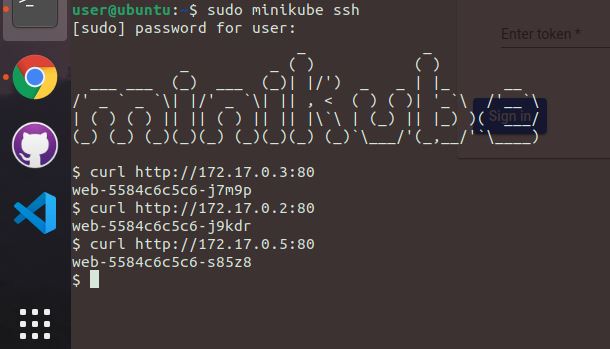 user@ubuntu:~$ sudo minikube ssh
[sudo] password for user:
Enter token *
minikube
Sign in
$ curl http://172.17.0.3:80
web-5584c6c5c6-j7m9p
$ curl http://172.17.0.2:80
web-5584c6c5c6-j9kdr
$ curl http://172.17.0.5:80
web-5584c6c5c6-s85z8
$